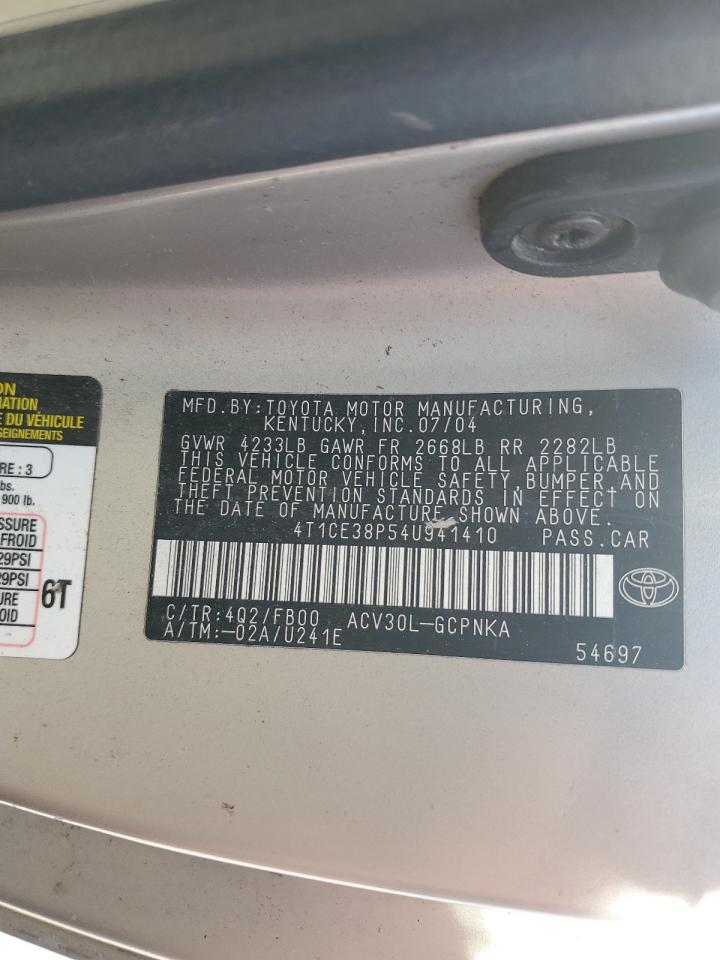 ON
MATION
E DU VÉHICULE
SEIGNEMENTS
RE : 3
bs.
900 lb.
SSURE
FROID
29PSI
29PSI
URE
OID
6T
MFD.BY:TOYOTA MOTOR MANUFACTURING,
KENTUCKY,INC.07/04
GVWR 4233LB GAWR FR 2668LB RR 2282LB
THIS VEHICLE CONFORMS TO ALL APPLICABLE
FEDERAL MOTOR VEHICLE SAFETY,BUMPER,AND
THEFT PREVENTION STANDARDS IN EFFECT ON
THE DATE OF MANUFACTURE SHOWN ABOVE.
4T1CE38P54U941410 PASS.CAR
C/TR:4Q2/FB00 ACV30L-GCPNKA
A/TM:-02A/U241E
54697